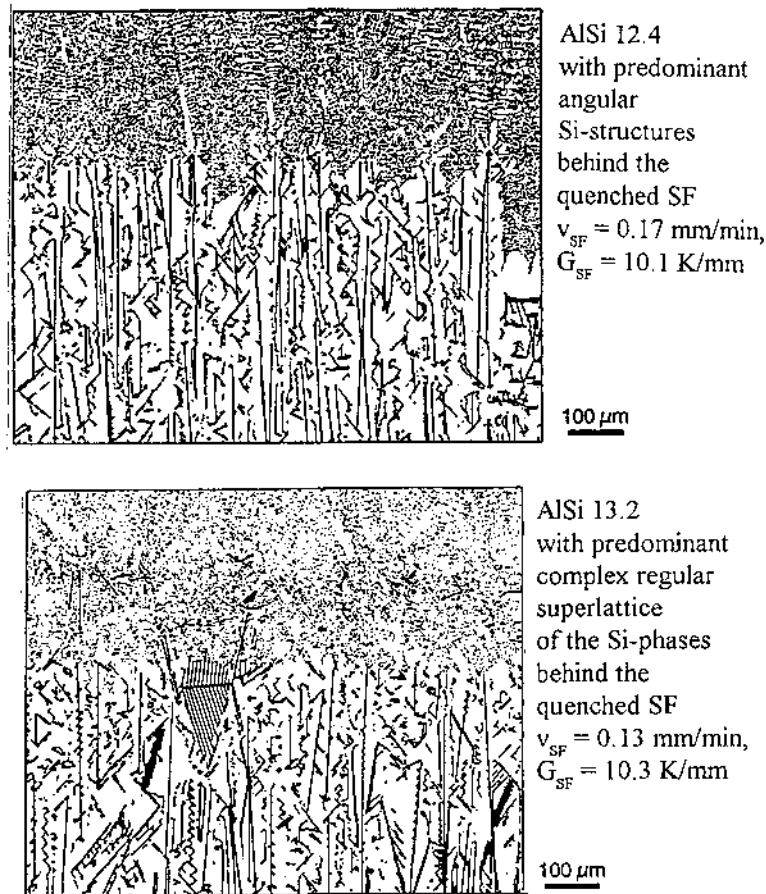 AlSi 12.4
with predominant
angular
Si-structures
behind the
quenched SF
v_SF = 0.17 mm/min,
G_SF = 10.1 K/mm
100 μm
AlSi 13.2
with predominant
complex regular
superlattice
of the Si-phases
behind the
quenched SF
v_SF = 0.13 mm/min,
G_SF = 10.3 K/mm
100 μm